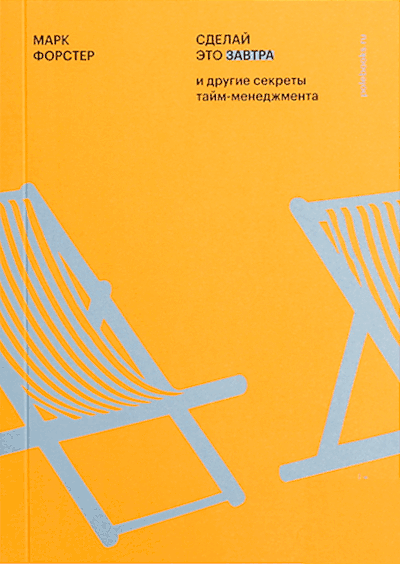 МАРК
ФОРСТЕР
СДЕЛАЙ
ЭТО ЗАВТРА
и другие секреты
тайм-менеджмента